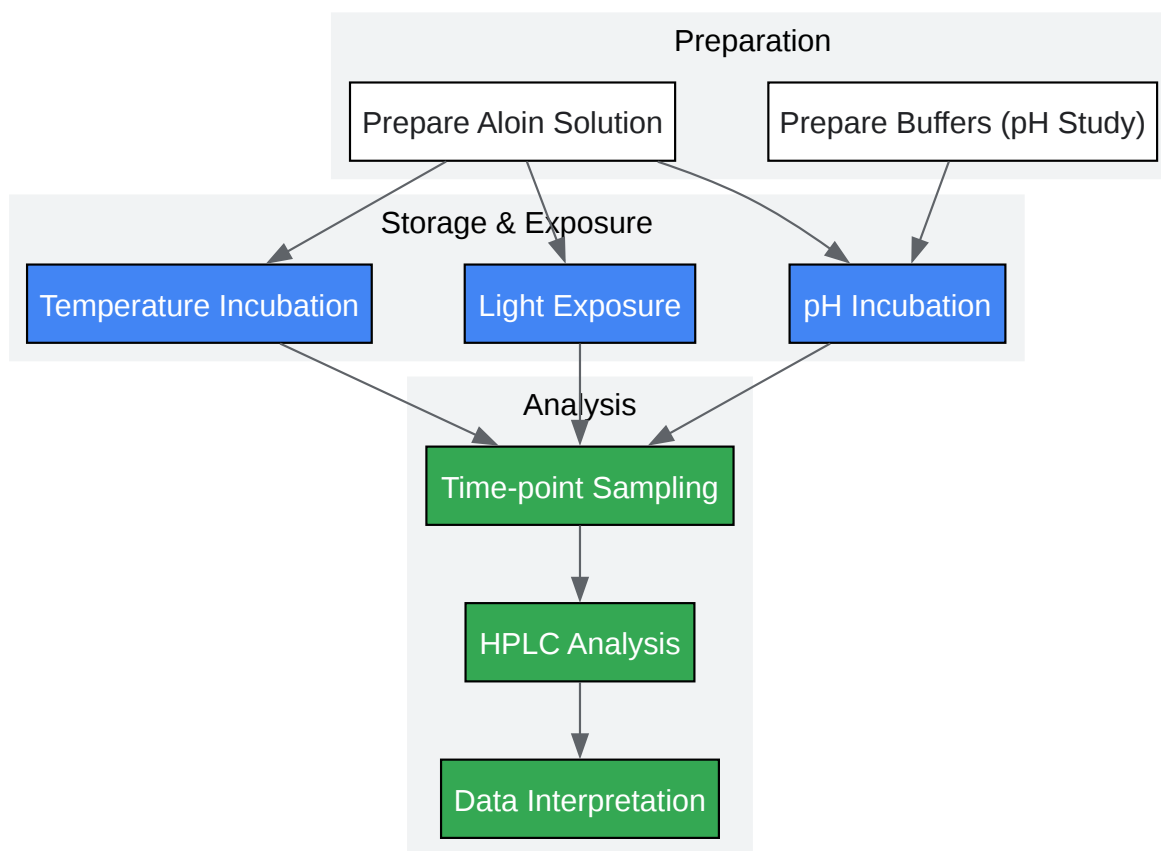 Preparation
Prepare Aloin Solution
Prepare Buffers (pH Study)
Storage & Exposure
Temperature Incubation
Light Exposure
pH Incubation
Analysis
Time-point Sampling
HPLC Analysis
Data Interpretation